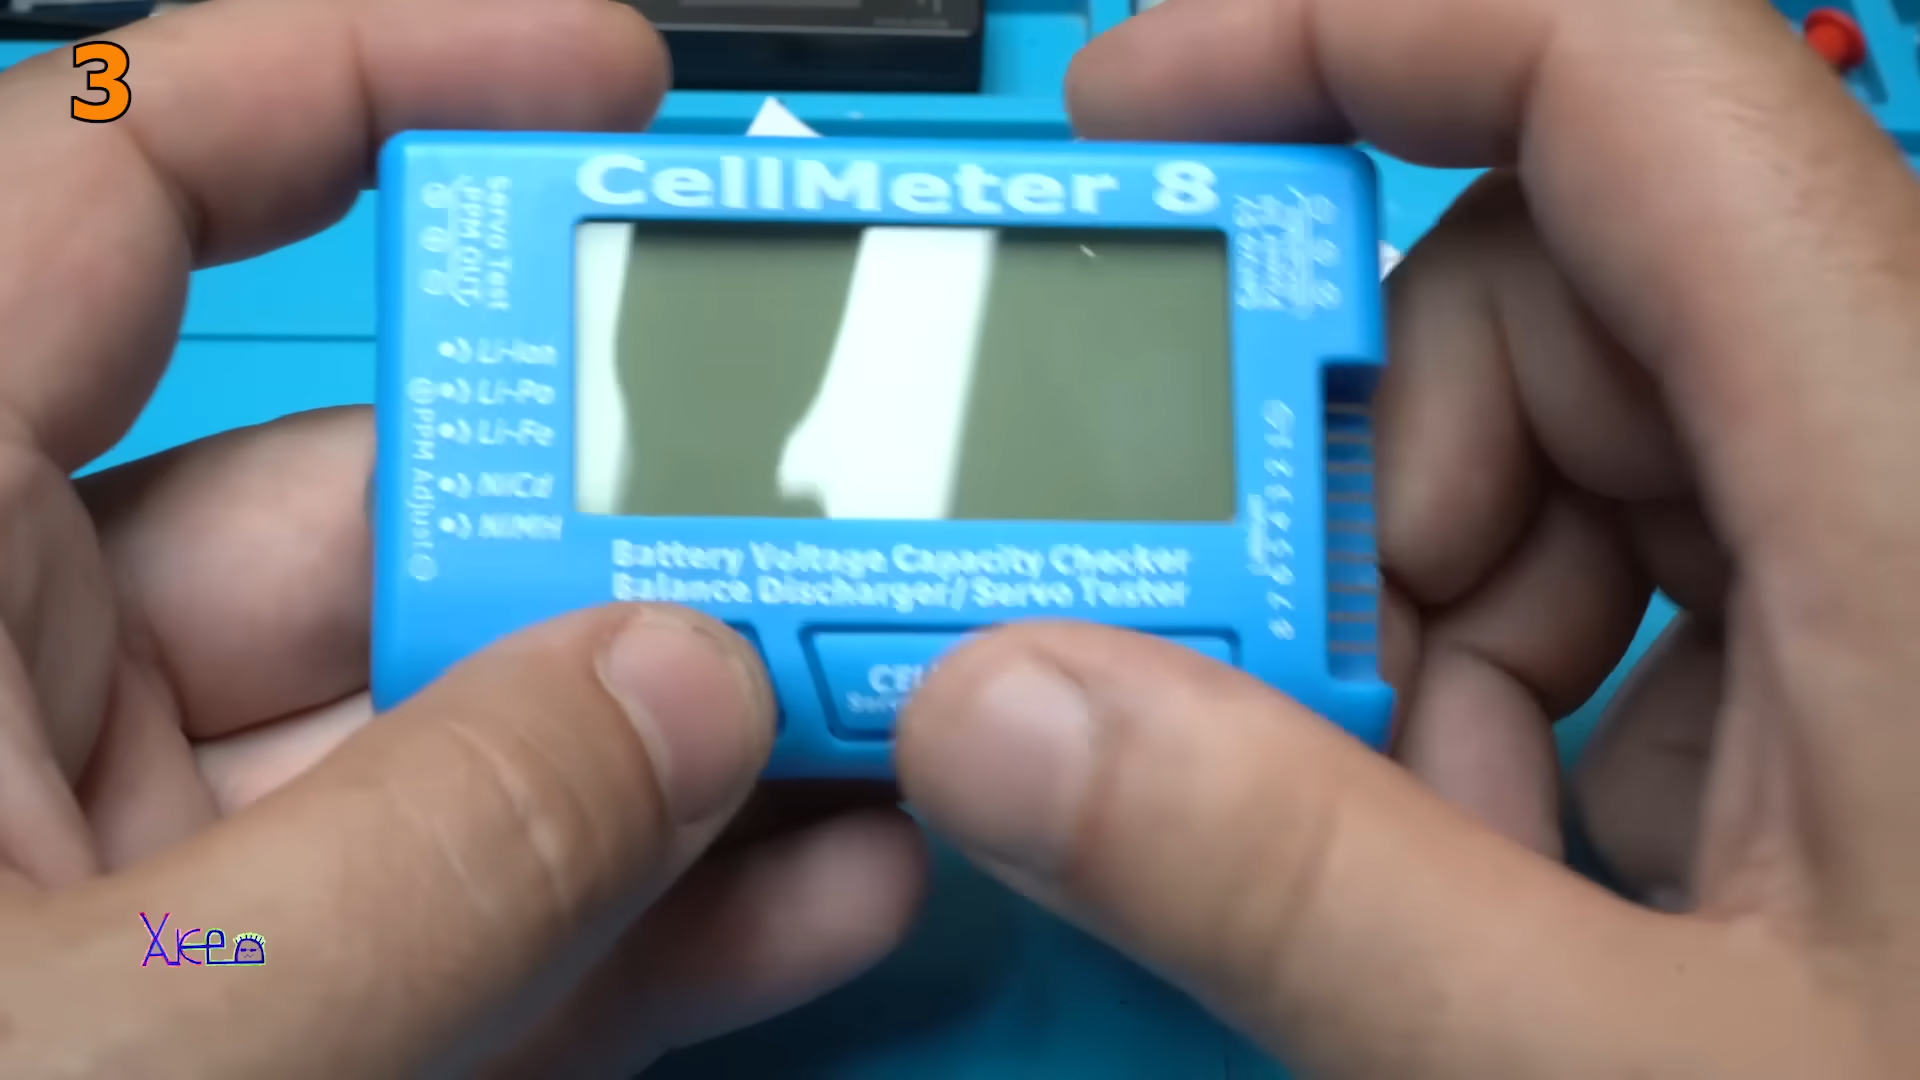 3
CellMeter 8
Servo Test
PPM OUT
Li-Ion
Li-Po
Li-Fe
NiCd
NiMH
PPM Adjust
Battery Voltage Capacity Checker
Balance Discharger/Servo Tester
CEL